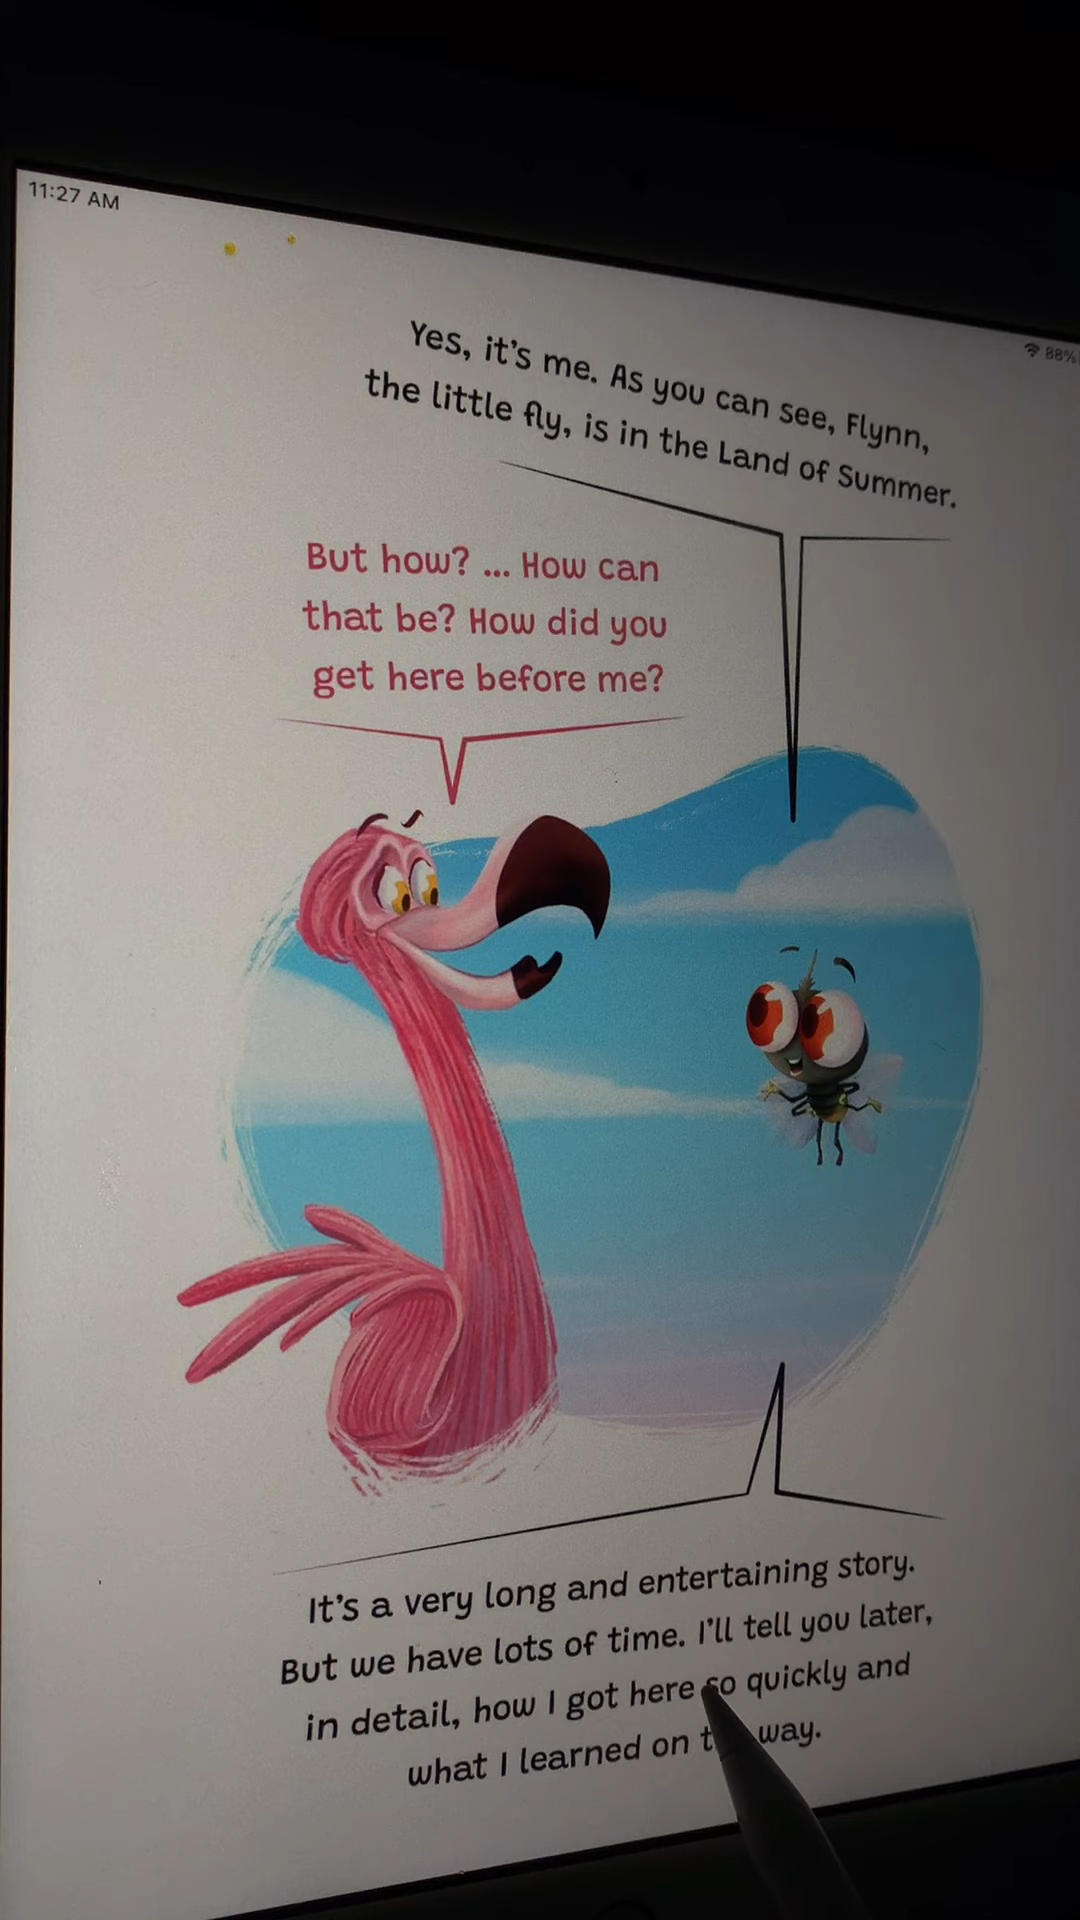 11:27 AM
88%
Yes, it's me. As you can see, Flynn,
the little fly, is in the Land of Summer.
But how? ... How can
that be? How did you
get here before me?
It's a very long and entertaining story.
But we have lots of time. I'll tell you later,
in detail, how I got here so quickly and
what I learned on way.